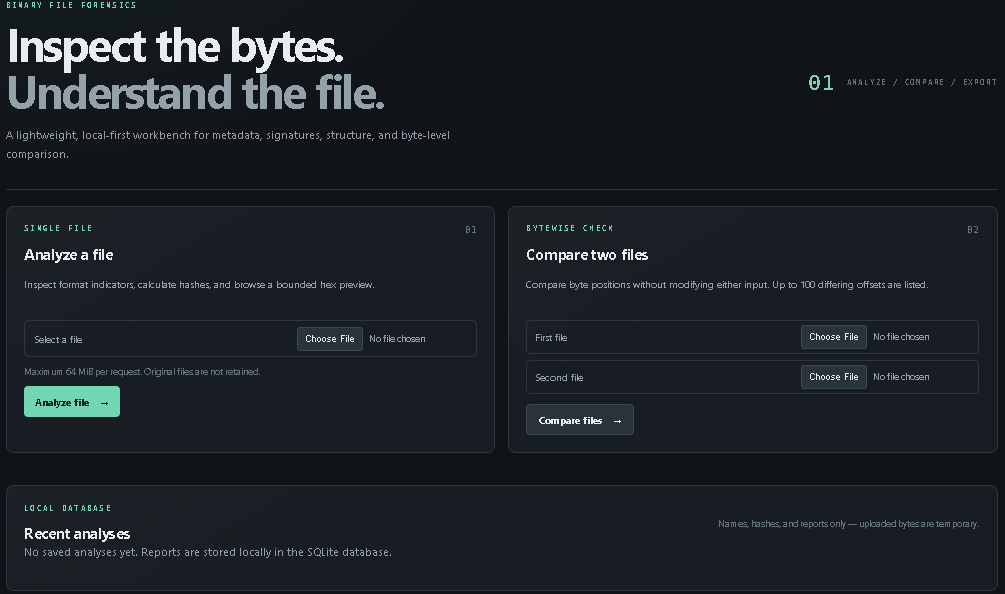 BINARY FILE FORENSICS
Inspect the bytes.
Understand the file.
01 ANALYZE / COMPARE / EXPORT
A lightweight, local-first workbench for metadata, signatures, structure, and byte-level
comparison.
SINGLE FILE
B1
Analyze a file
Inspect format indicators, calculate hashes, and browse a bounded hex preview.
Select a file Choose File No file chosen
Maximum 64 MiB per request. Original files are not retained.
Analyze file →
BYTEWISE CHECK
B2
Compare two files
Compare byte positions without modifying either input. Up to 100 differing offsets are listed.
First file Choose File No file chosen
Second file Choose File No file chosen
Compare files →
LOCAL DATABASE
Recent analyses
Names, hashes, and reports only — uploaded bytes are temporary.
No saved analyses yet. Reports are stored locally in the SQLite database.